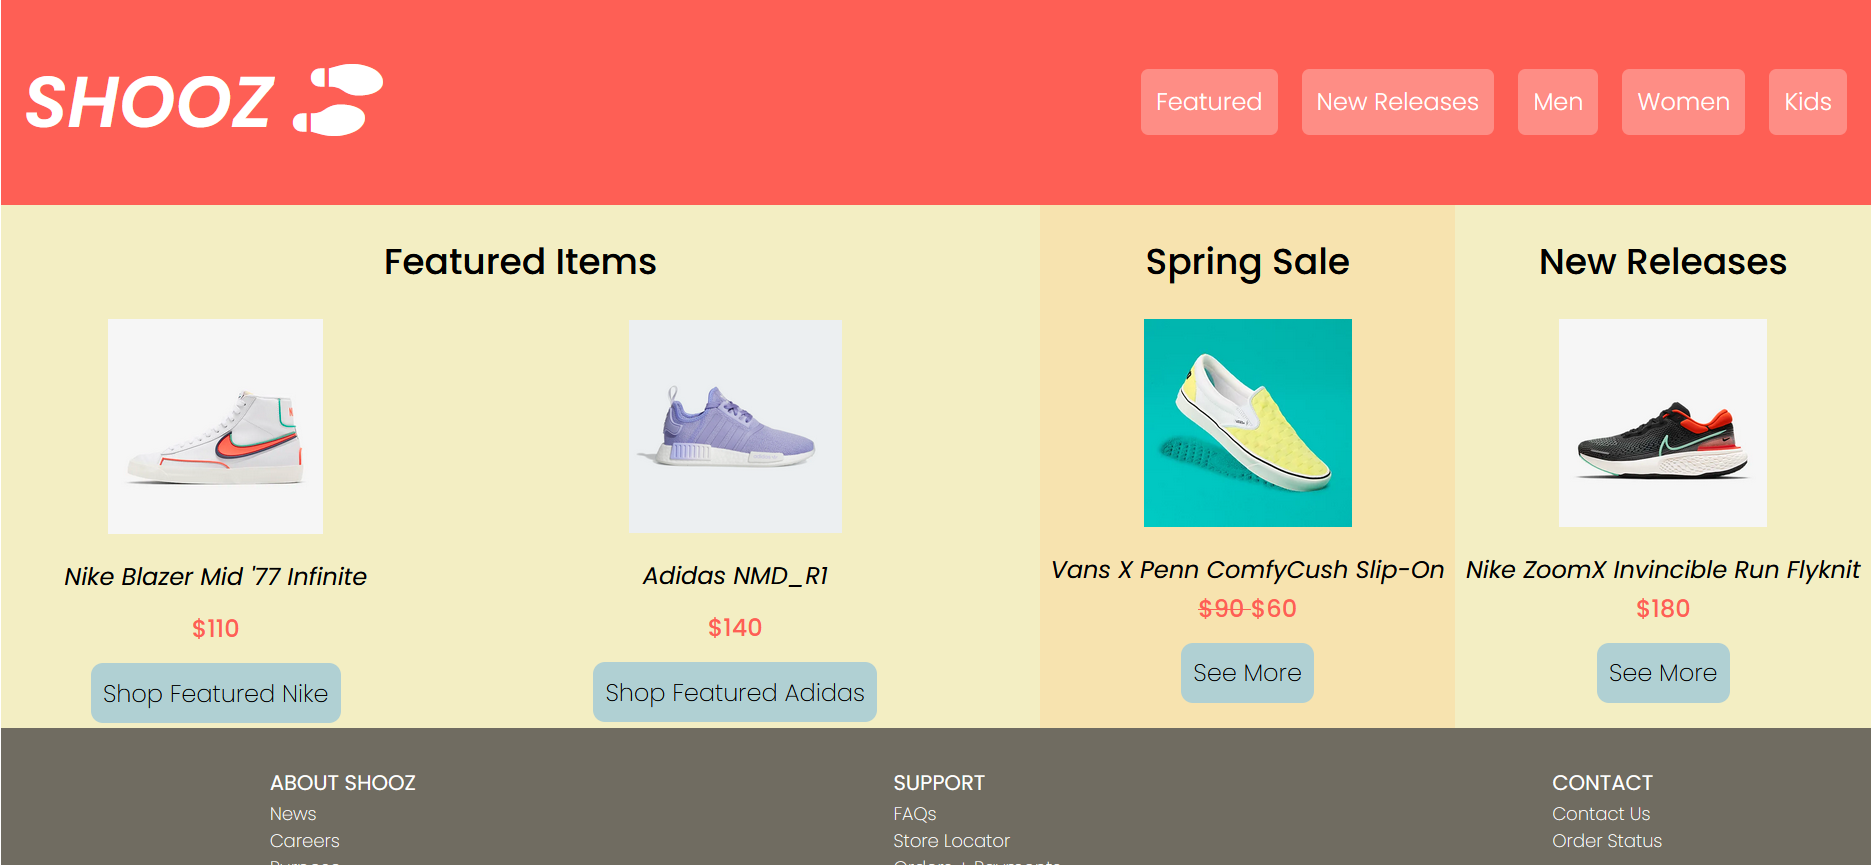 SHOOZ
Featured
New Releases
Men
Women
Kids
Featured Items
Nike Blazer Mid '77 Infinite
$110
Shop Featured Nike
Adidas NMD_R1
$140
Shop Featured Adidas
Spring Sale
Vans X Penn ComfyCush Slip-On
$90 $60
See More
New Releases
Nike ZoomX Invincible Run Flyknit
$180
See More
ABOUT SHOOZ
News
Careers
Purpose
SUPPORT
FAQs
Store Locator
Orders + Payments
CONTACT
Contact Us
Order Status